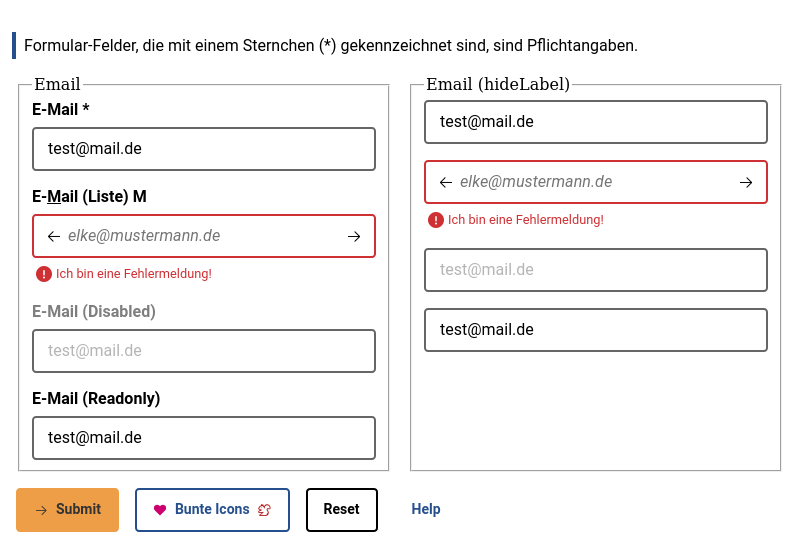 Formular-Felder, die mit einem Sternchen (*) gekennzeichnet sind, sind Pflichtangaben.
Email
E-Mail *
test@mail.de
E-Mail (Liste) M
← elke@mustermann.de →
Ich bin eine Fehlermeldung!
E-Mail (Disabled)
test@mail.de
E-Mail (Readonly)
test@mail.de
Email (hideLabel)
test@mail.de
← elke@mustermann.de →
Ich bin eine Fehlermeldung!
test@mail.de
test@mail.de
→ Submit Bunte Icons Reset Help